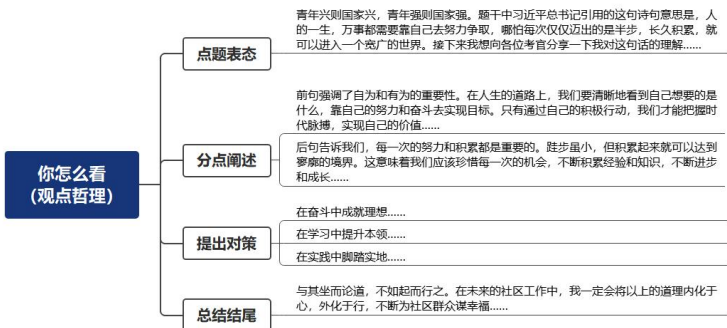 青年兴则国家兴，青年强则国家强。题干中习近平总书记引用的这句诗句意思是，人
的一生，万事都需要靠自己去努力争取，哪怕每次仅仅迈出的是半步，长久积累，就
可以进入一个宽广的世界。接下来我想向各位考官分享一下我对这句话的理解......
点题表态
前句强调了自为和有为的重要性。在人生的道路上，我们要清晰地看到自己想要的是
什么，靠自己的努力和奋斗去实现目标。只有通过自己的积极行动，我们才能把握时
代脉搏，实现自己的价值......
分点阐述
后句告诉我们，每一次的努力和积累都是重要的。跬步虽小，但积累起来就可以达到
寥廓的境界。这意味着我们应该珍惜每一次的机会，不断积累经验和知识，不断进步
和成长......
你怎么看
（观点哲理）
在奋斗中成就理想......
提出对策
在学习中提升本领......
在实践中脚踏实地......
与其坐而论道，不如起而行之。在未来的社区工作中，我一定会将以上的道理内化于
心，外化于行，不断为社区群众谋幸福......
总结结尾